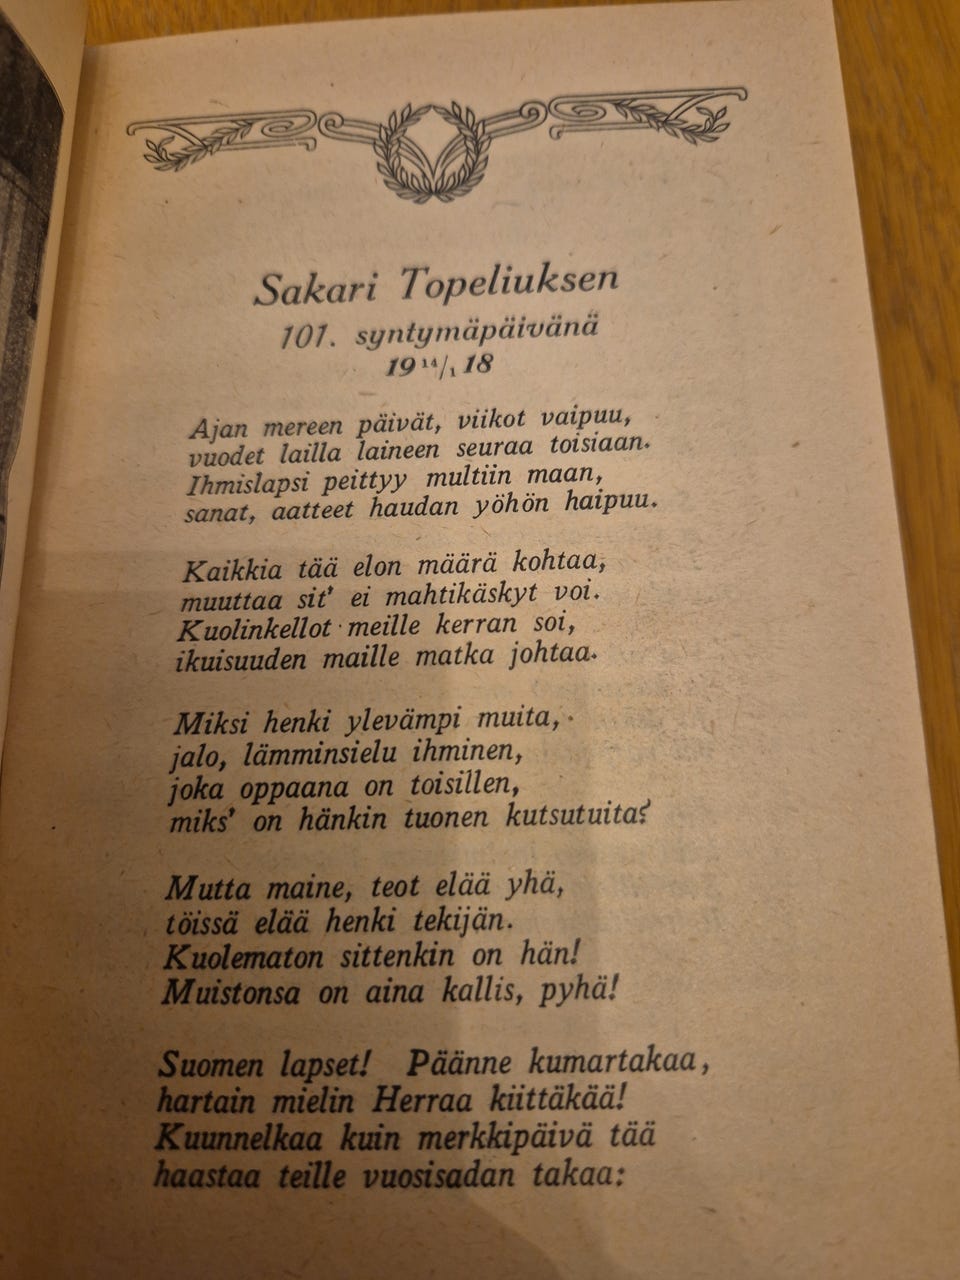 Sakari Topeliuksen
101. syntymäpäivänä
19 14/1 18
Ajan mereen päivät, viikot vaipuu,
vuodet lailla laineen seuraa toisiaan.
Ihmislapsi peittyy multiin maan,
sanat, aatteet haudan yöhön haipuu.
Kaikkia tää elon määrä kohtaa,
muuttaa sit' ei mahtikäskyt voi.
Kuolinkellot meille kerran soi,
ikuisuuden maille matka johtaa.
Miksi henki ylevämpi muita,
jalo, lämminsielu ihminen,
joka oppaana on toisillen,
miks' on hänkin tuonen kutsutuita?
Mutta maine, teot elää yhä,
töissä elää henki tekijän.
Kuolematon sittenkin on hän!
Muistonsa on aina kallis, pyhä!
Suomen lapset! Päänne kumartakaa,
hartain mielin Herraa kiittäkää!
Kuunnelkaa kuin merkkipäivä tää
haastaa teille vuosisadan takaa: